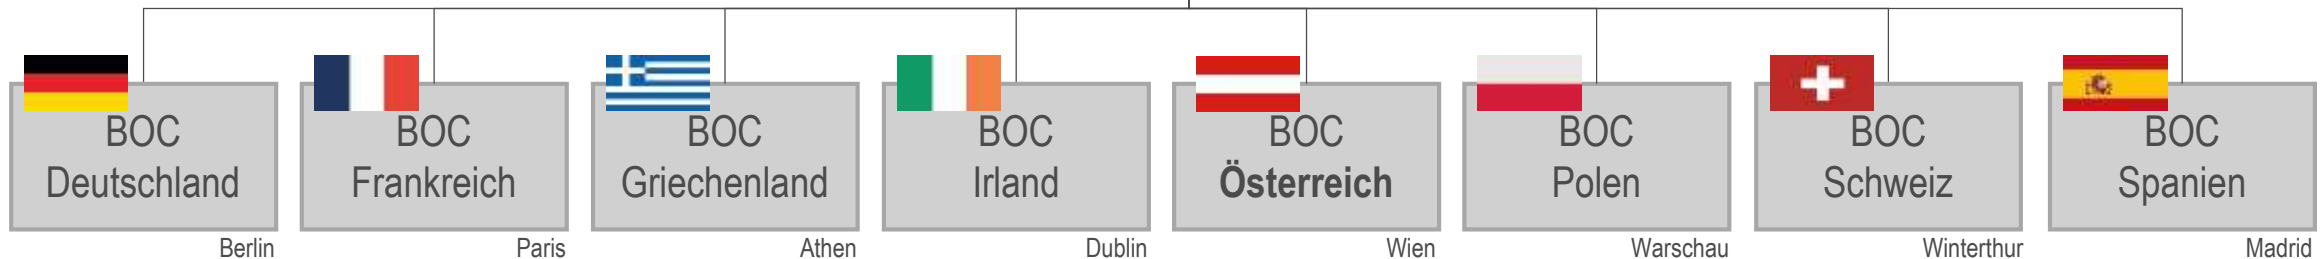 BOC
Deutschland
Berlin
BOC
Frankreich
Paris
BOC
Griechenland
Athen
BOC
Irland
Dublin
BOC
Österreich
Wien
BOC
Polen
Warschau
BOC
Schweiz
Winterthur
BOC
Spanien
Madrid